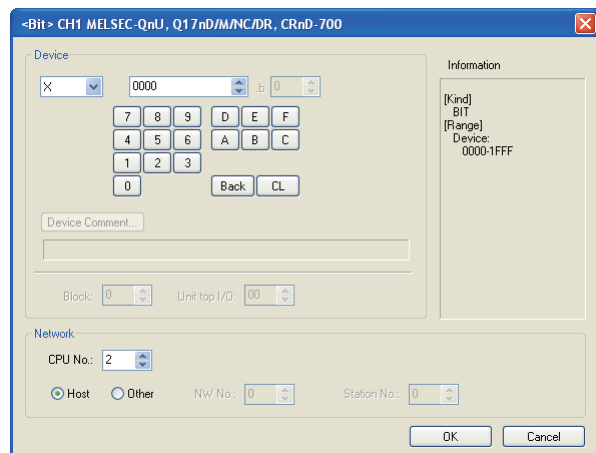 <Bit> CH1 MELSEC-QnU, Q17nD/M/NC/DR, CRnD-700
Device
X 0000 .b 0
7 8 9 D E F
4 5 6 A B C
1 2 3
0 Back CL
Device Comment...
Block: 0 Unit top I/O: 00
Information
[Kind]
BIT
[Range]
Device:
0000-1FFF
Network
CPU No.: 2
Host Other NW No.: 0 Station No.: 0
OK Cancel